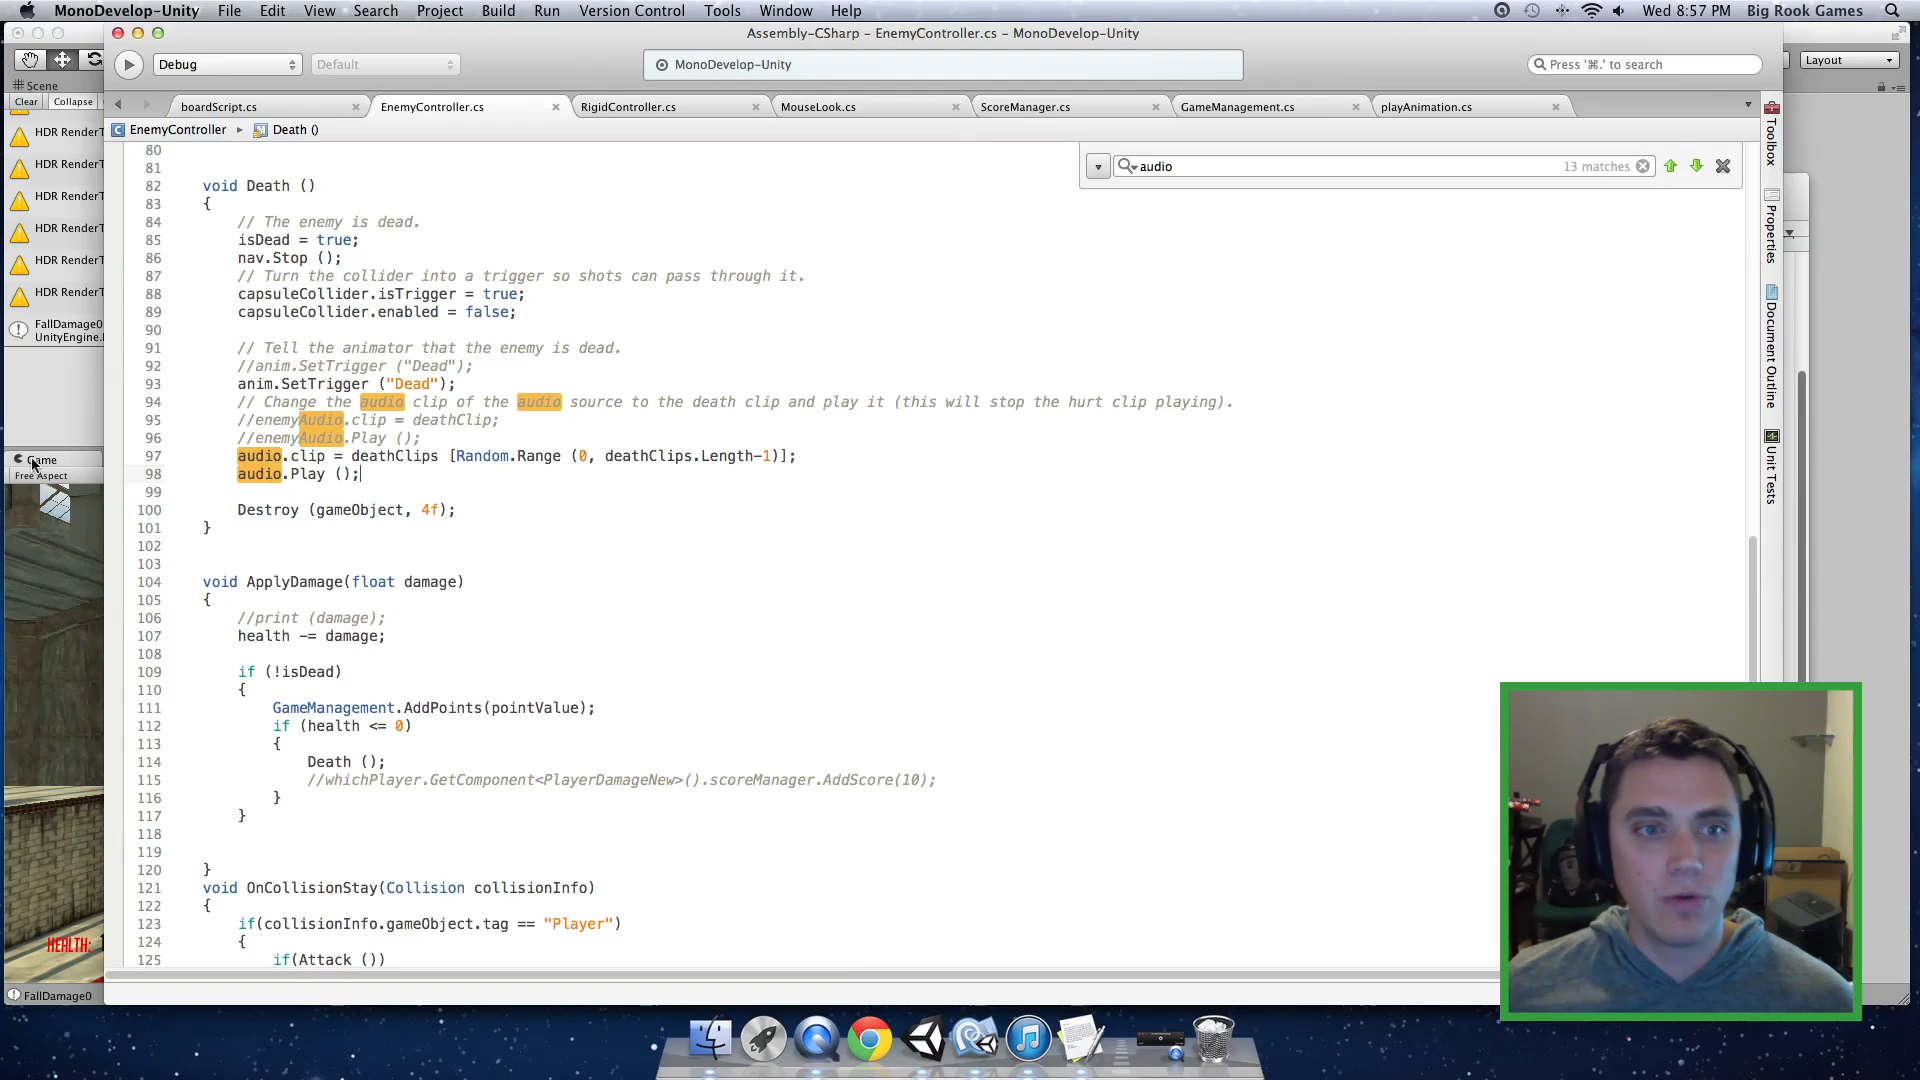 MonoDevelop-Unity File Edit View Search Project Build Run Version Control Tools Window Help Wed 8:57 PM Big Rook Games
Assembly-CSharp – EnemyController.cs – MonoDevelop-Unity
Debug Default MonoDevelop-Unity Press '⌘.' to search Layout
Scene
Clear Collapse
boardScript.cs EnemyController.cs RigidController.cs MouseLook.cs ScoreManager.cs GameManagement.cs playAnimation.cs
EnemyController ▸ Death ()
audio 13 matches
HDR RenderT
HDR RenderT
HDR RenderT
HDR RenderT
HDR RenderT
HDR RenderT
FallDamage0
UnityEngine.
Game
Free Aspect
HEALTH: 1
FallDamage0
80
81
82 void Death ()
83 {
84 // The enemy is dead.
85 isDead = true;
86 nav.Stop ();
87 // Turn the collider into a trigger so shots can pass through it.
88 capsuleCollider.isTrigger = true;
89 capsuleCollider.enabled = false;
90
91 // Tell the animator that the enemy is dead.
92 //anim.SetTrigger ("Dead");
93 anim.SetTrigger ("Dead");
94 // Change the audio clip of the audio source to the death clip and play it (this will stop the hurt clip playing).
95 //enemyAudio.clip = deathClip;
96 //enemyAudio.Play ();
97 audio.clip = deathClips [Random.Range (0, deathClips.Length-1)];
98 audio.Play ();
99
100 Destroy (gameObject, 4f);
101 }
102
103
104 void ApplyDamage(float damage)
105 {
106 //print (damage);
107 health -= damage;
108
109 if (!isDead)
110 {
111 GameManagement.AddPoints(pointValue);
112 if (health <= 0)
113 {
114 Death ();
115 //whichPlayer.GetComponent<PlayerDamageNew>().scoreManager.AddScore(10);
116 }
117 }
118
119
120 }
121 void OnCollisionStay(Collision collisionInfo)
122 {
123 if(collisionInfo.gameObject.tag == "Player")
124 {
125 if(Attack ())
Toolbox
Properties
Document Outline
Unit Tests